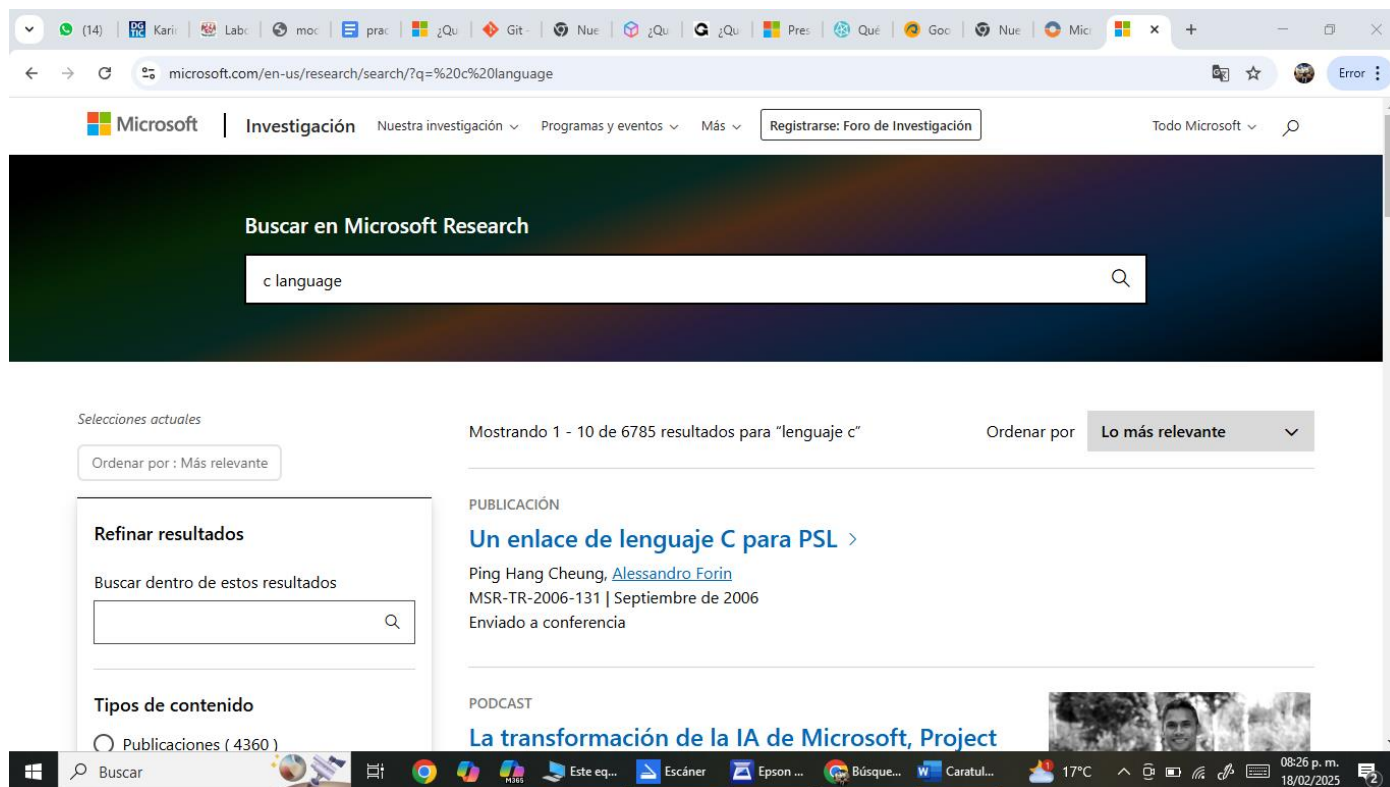 (14) Karin Labc moc prac ¿Qu Git - Nue ¿Qu ¿Qu Pres Qué Goo Nue Mic
microsoft.com/en-us/research/search/?q=%20c%20language Error
Microsoft Investigación Nuestra investigación Programas y eventos Más Registrarse: Foro de Investigación Todo Microsoft
Buscar en Microsoft Research
c language
Selecciones actuales
Ordenar por : Más relevante
Mostrando 1 - 10 de 6785 resultados para “lenguaje c” Ordenar por Lo más relevante
Refinar resultados
Buscar dentro de estos resultados
Tipos de contenido
Publicaciones ( 4360 )
PUBLICACIÓN
Un enlace de lenguaje C para PSL
Ping Hang Cheung, Alessandro Forin
MSR-TR-2006-131 | Septiembre de 2006
Enviado a conferencia
PODCAST
La transformación de la IA de Microsoft, Project
Buscar M365 Este eq... Escáner Epson ... Búsque... Caratul... 17°C 08:26 p. m.
18/02/2025 2